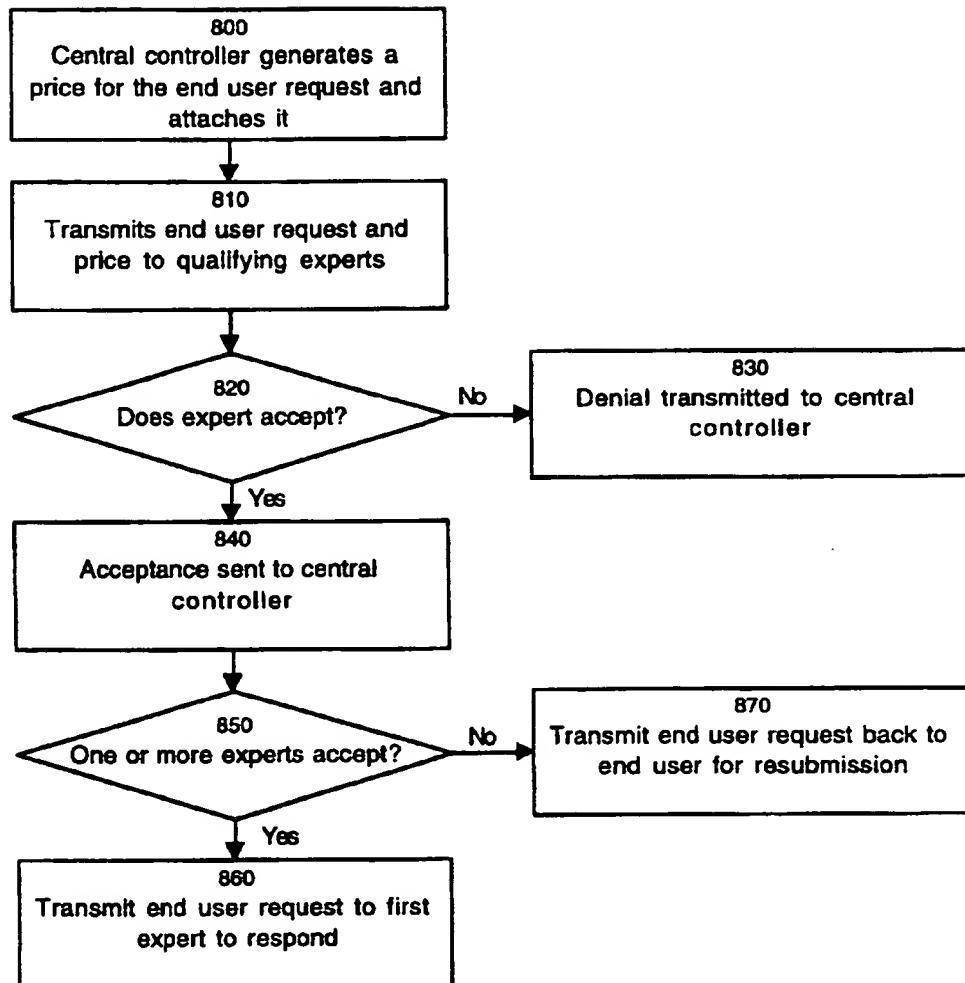 800
Central controller generates a
price for the end user request and
attaches it
810
Transmits end user request and
price to qualifying experts
820
Does expert accept?
No
830
Denial transmitted to central
controller
Yes
840
Acceptance sent to central
controller
850
One or more experts accept?
No
870
Transmit end user request back to
end user for resubmission
Yes
860
Transmit end user request to first
expert to respond